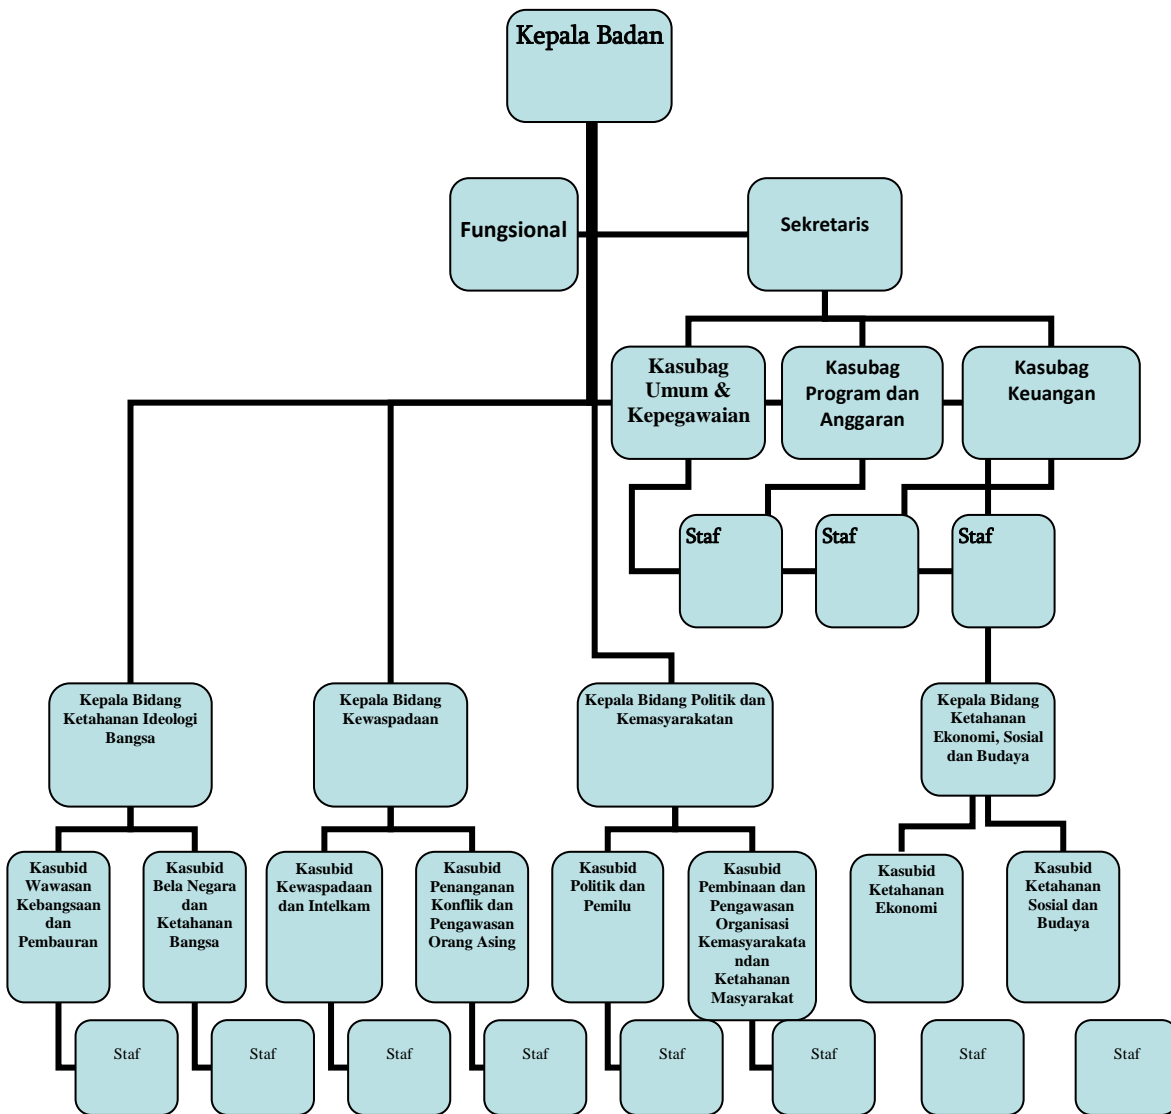 Kepala Badan
Fungsional
Sekretaris
Kasubag
Umum &
Kepegawaian
Kasubag
Program dan
Anggaran
Kasubag
Keuangan
Staf
Staf
Staf
Kepala Bidang
Ketahanan Ideologi
Bangsa
Kepala Bidang
Kewaspadaan
Kepala Bidang Politik dan
Kemasyarakatan
Kepala Bidang
Ketahanan
Ekonomi, Sosial
dan Budaya
Kasubid
Wawasan
Kebangsaan
dan
Pembauran
Kasubid
Bela Negara
dan
Ketahanan
Bangsa
Kasubid
Kewaspadaan
dan Intelkam
Kasubid
Penanganan
Konflik dan
Pengawasan
Orang Asing
Kasubid
Politik dan
Pemilu
Kasubid
Pembinaan dan
Pengawasan
Organisasi
Kemasyarakata
ndan
Ketahanan
Masyarakat
Kasubid
Ketahanan
Ekonomi
Kasubid
Ketahanan
Sosial dan
Budaya
Staf
Staf
Staf
Staf
Staf
Staf
Staf
Staf